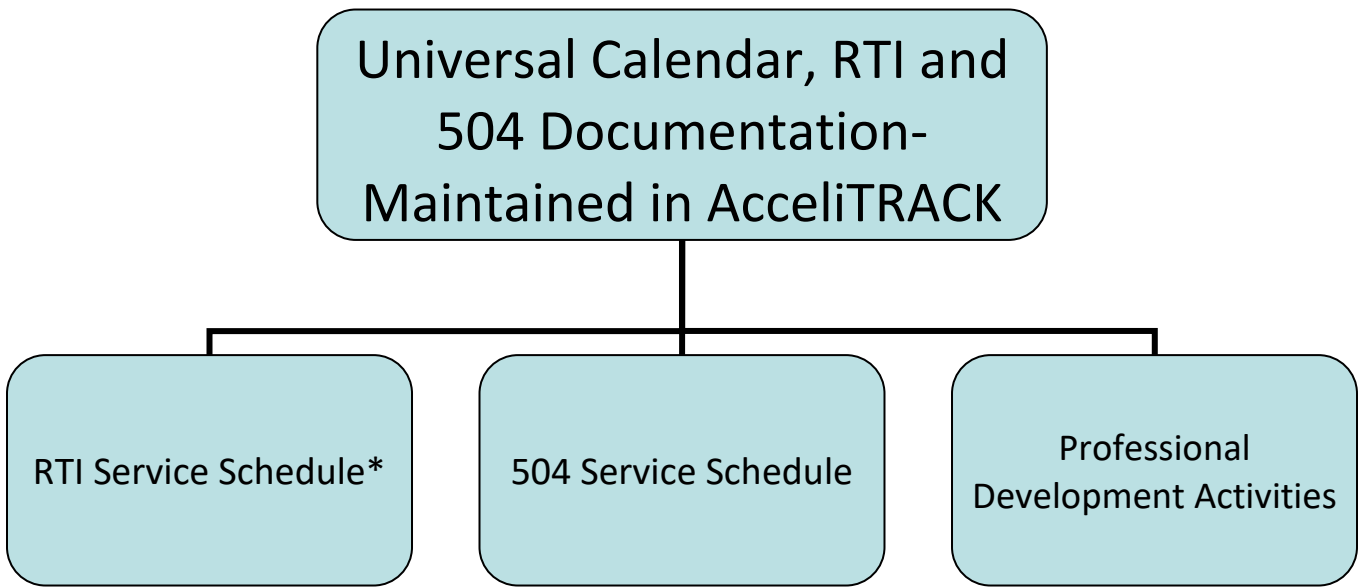 Universal Calendar, RTI and
504 Documentation-
Maintained in AcceliTRACK
RTI Service Schedule*
504 Service Schedule
Professional
Development Activities